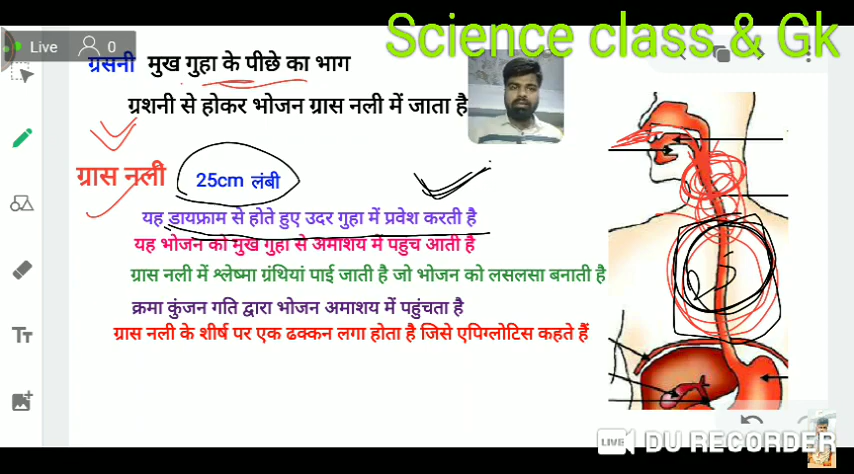 Science class & Gk
Live 0
ग्रसनी मुख गुहा के पीछे का भाग
ग्रशनी से होकर भोजन ग्रास नली में जाता है
ग्रास नली 25cm लंबी
यह डायफ्राम से होते हुए उदर गुहा में प्रवेश करती है
यह भोजन को मुख गुहा से अमाशय में पहुच आती है
ग्रास नली में श्लेष्मा ग्रंथियां पाई जाती है जो भोजन को लसलसा बनाती है
क्रमा कुंजन गति द्वारा भोजन अमाशय में पहुंचता है
ग्रास नली के शीर्ष पर एक ढक्कन लगा होता है जिसे एपिग्लोटिस कहते हैं
Tт
LIVE DU RECORDER